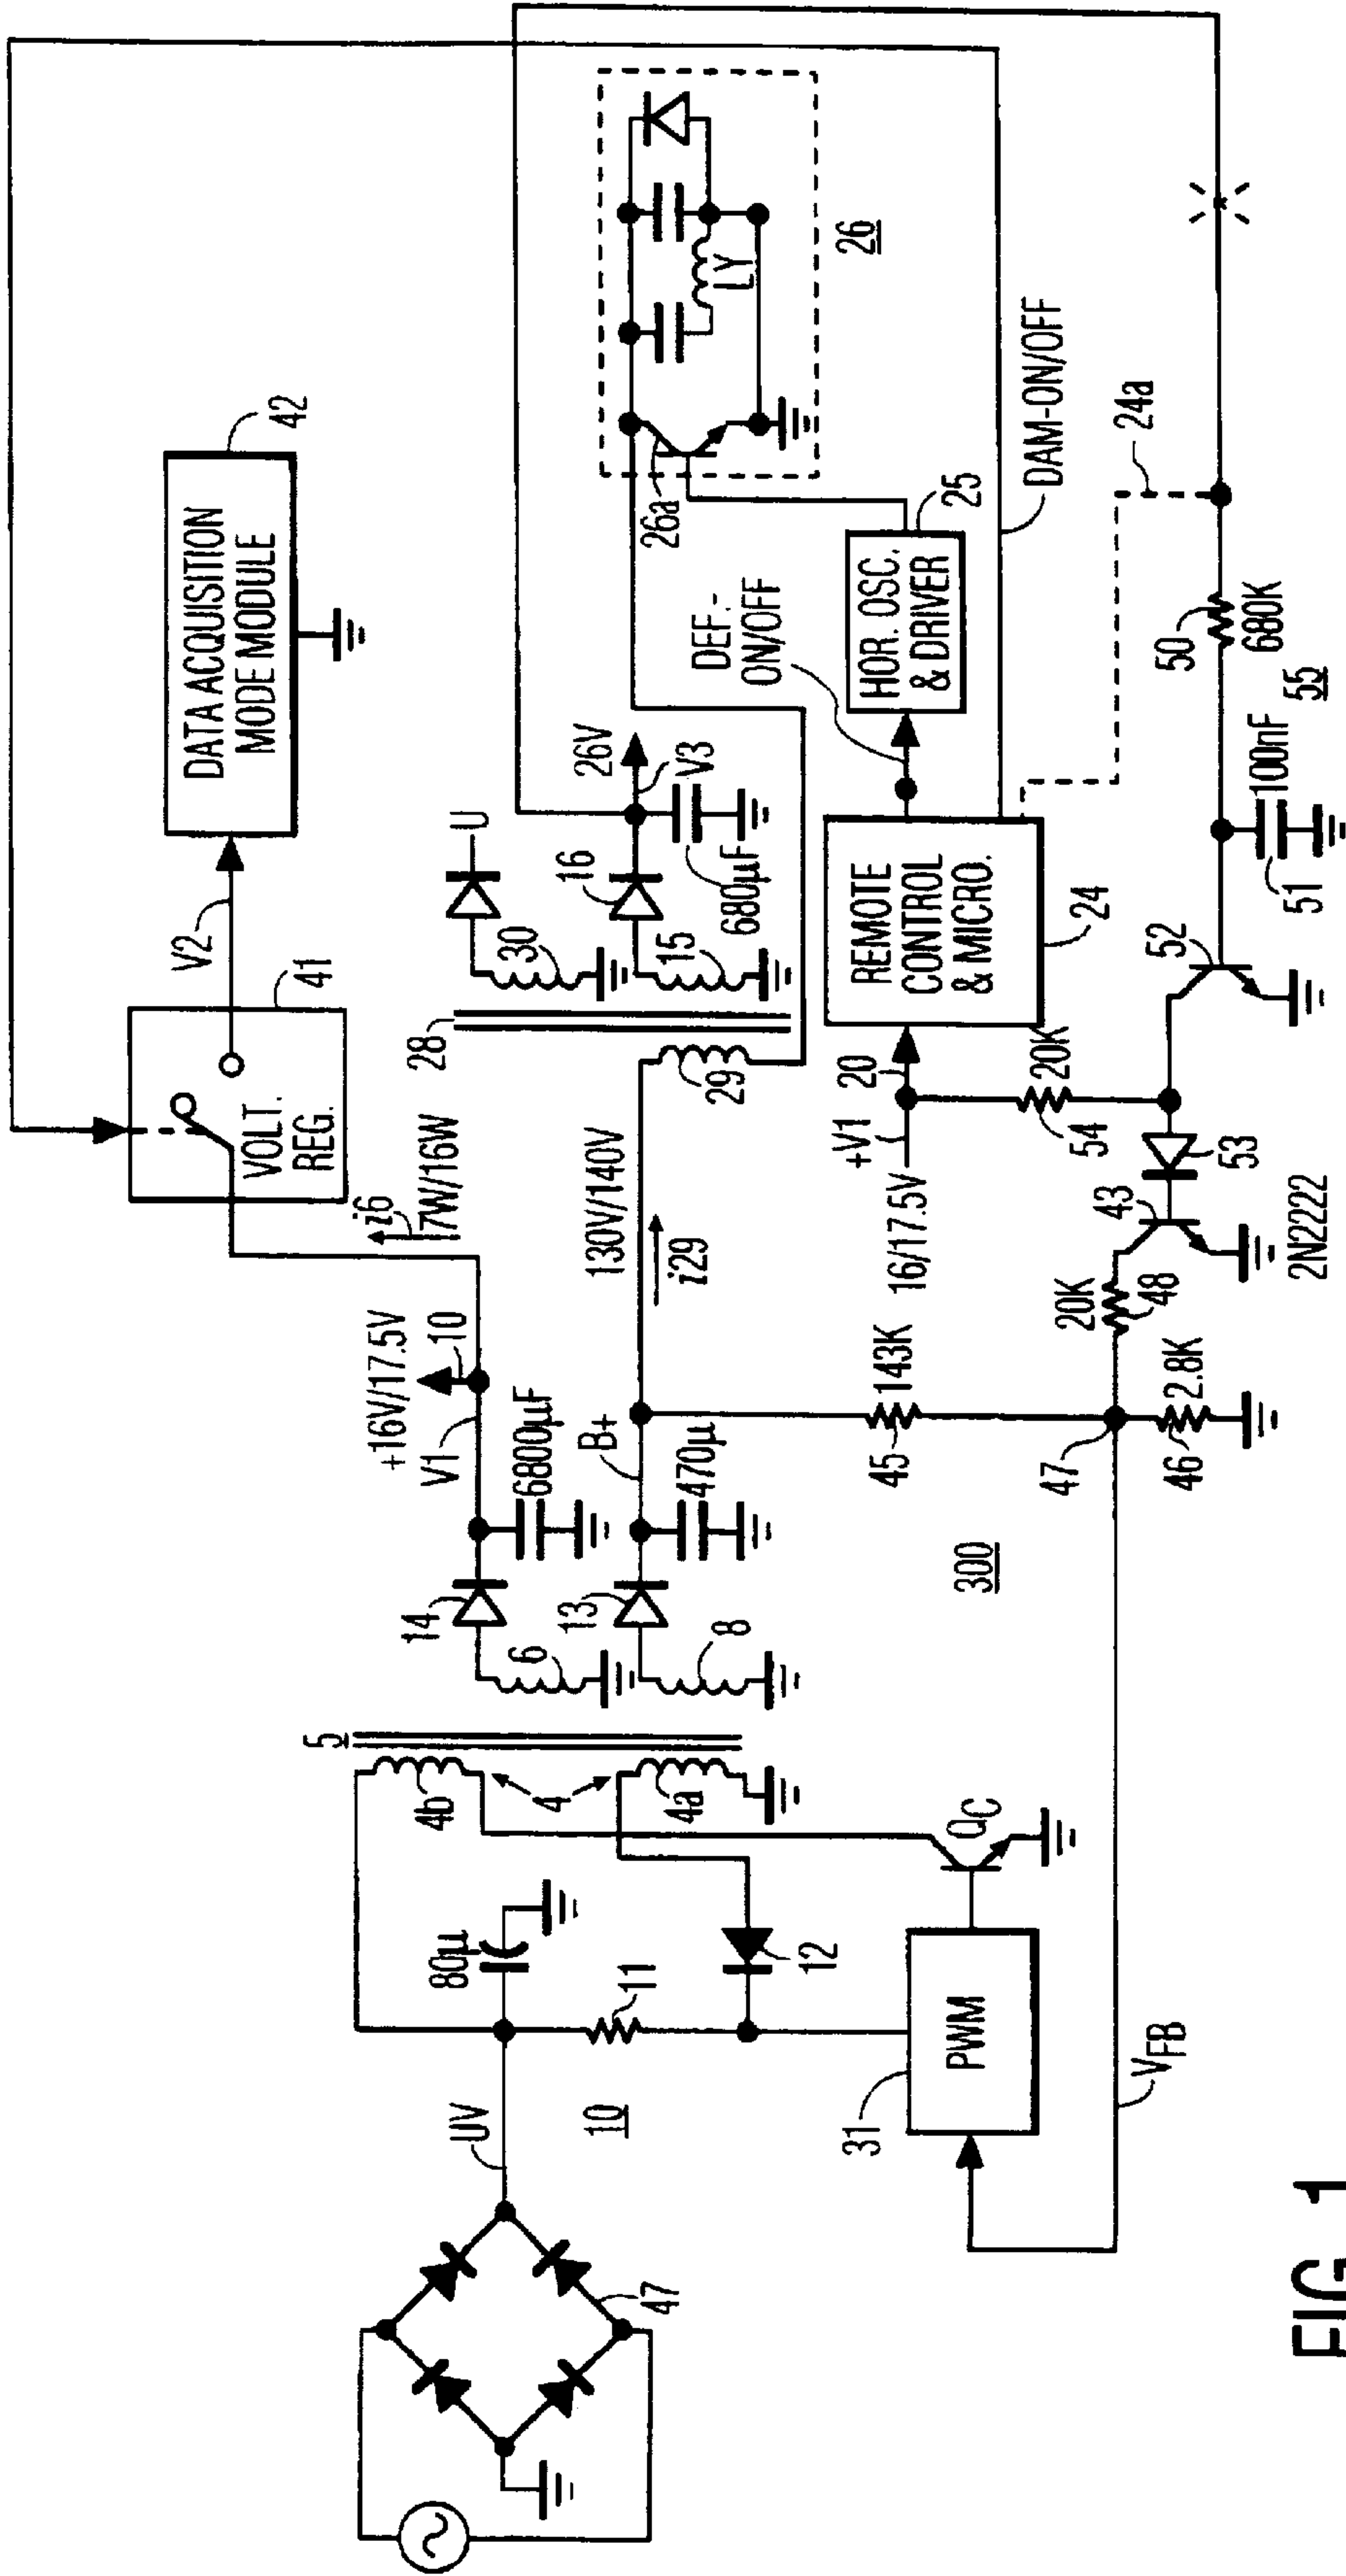 47
UV
10
80μ
11
12
31
PWM
VFB
QC
5
4b
4
4a
14
6
13
8
6800μF
470μ
V1
+16V/17.5V
10
B+
i6
17W/16W
130V/140V
i29
VOLT.
REG.
41
V2
DATA ACQUISITION
MODE MODULE
42
28
29
30
U
15
16
680μF
26V
V3
26a
LY
26
300
45
143K
47
46
2.8K
20K
48
43
2N2222
53
54
20K
+V1
16/17.5V
20
REMOTE
CONTROL
& MICRO.
24
DEF.-
ON/OFF
HOR. OSC.
& DRIVER
25
DAM-ON/OFF
24a
52
51
100nF
50
680K
55
FIG. 1